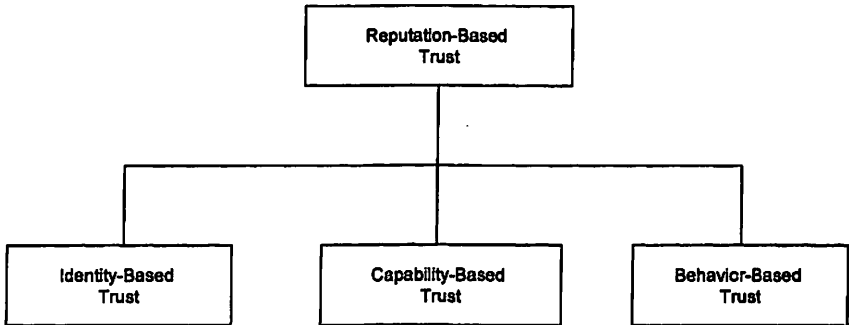 Reputation-Based
Trust
Identity-Based
Trust
Capability-Based
Trust
Behavior-Based
Trust